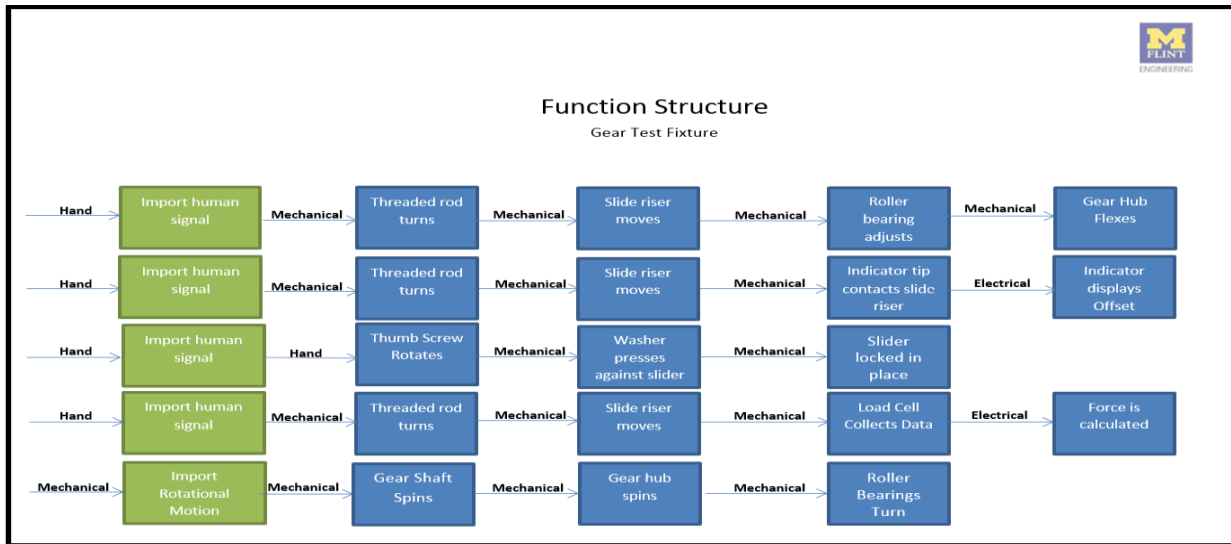 M
FLINT
ENGINEERING
Function Structure
Gear Test Fixture
Hand
Import human
signal
Mechanical
Threaded rod
turns
Mechanical
Slide riser
moves
Mechanical
Roller
bearing
adjusts
Mechanical
Gear Hub
Flexes
Hand
Import human
signal
Mechanical
Threaded rod
turns
Mechanical
Slide riser
moves
Mechanical
Indicator tip
contacts slide
riser
Electrical
Indicator
displays
Offset
Hand
Import human
signal
Hand
Thumb Screw
Rotates
Mechanical
Washer
presses
against slider
Mechanical
Slider
locked in
place
Hand
Import human
signal
Mechanical
Threaded rod
turns
Mechanical
Slide riser
moves
Mechanical
Load Cell
Collects Data
Electrical
Force is
calculated
Mechanical
Import
Rotational
Motion
Mechanical
Gear Shaft
Spins
Mechanical
Gear hub
spins
Mechanical
Roller
Bearings
Turn